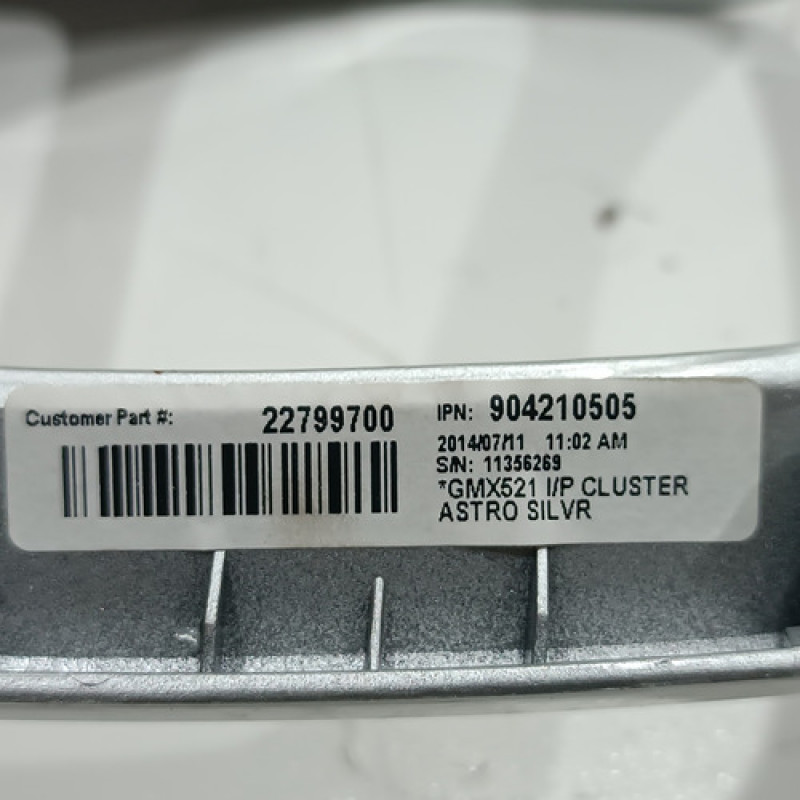 Customer Part #: 22799700
IPN: 904210505
2014/07/11 11:02 AM
S/N: 11356269
*GMX521 I/P CLUSTER
ASTRO SILVR